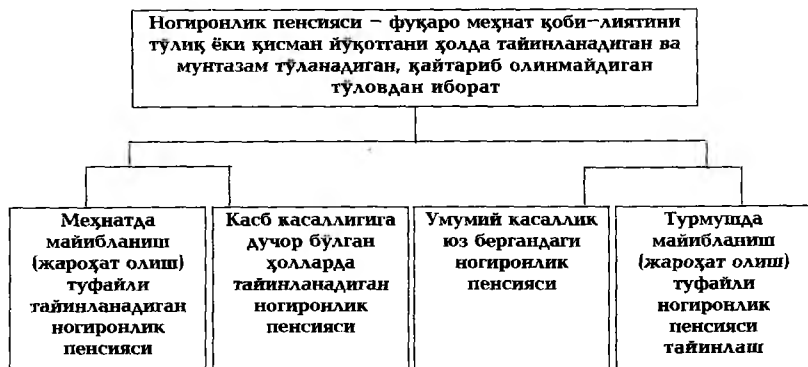 Ногиронлик пенсияси – фуқаро меҳнат қоби–лиятини
тўлиқ ёки қисман йўқотгани ҳолда тайинланадиган ва
мунтазам тўланадиган, қайтариб олинмайдиган
тўловдан иборат
Меҳнатда
майибланиш
(жароҳат олиш)
туфайли
тайинланадиган
ногиронлик
пенсияси
Касб касаллигига
дучор бўлган
ҳолларда
тайинланадиган
ногиронлик
пенсияси
Умумий касаллик
юз бергандаги
ногиронлик
пенсияси
Турмушда
майибланиш
(жароҳат олиш)
туфайли
ногиронлик
пенсияси
тайинлаш